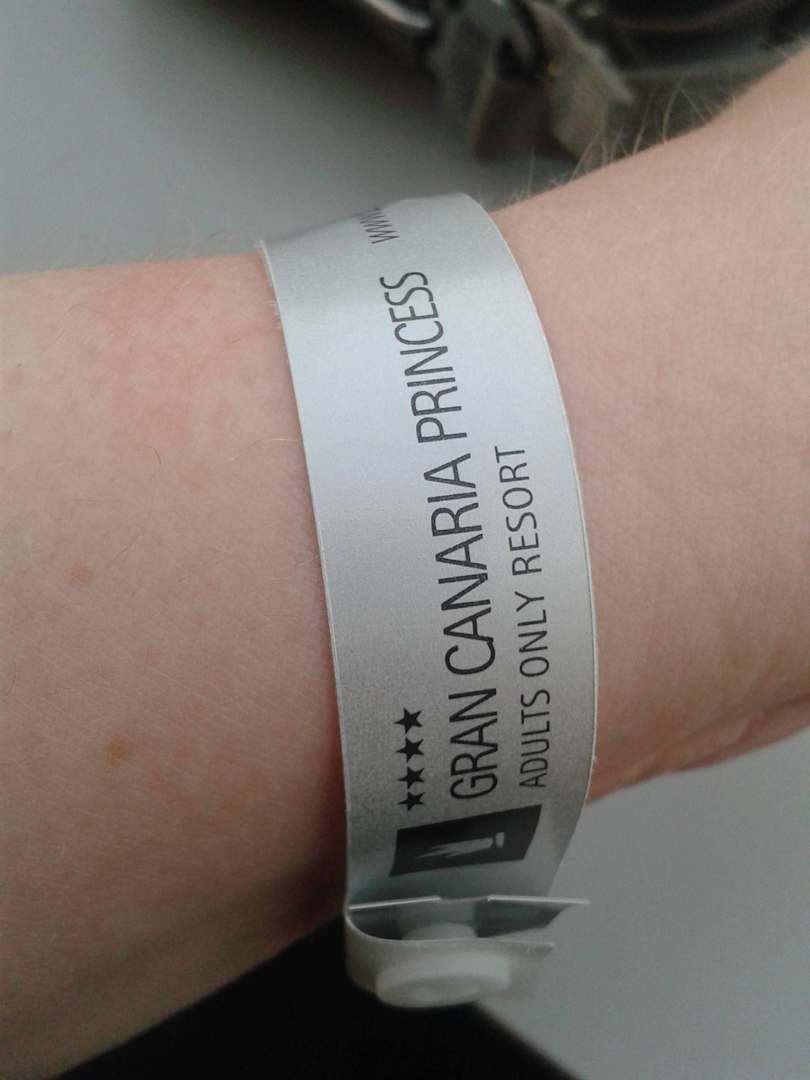 ★★★★
GRAN CANARIA PRINCESS
ADULTS ONLY RESORT